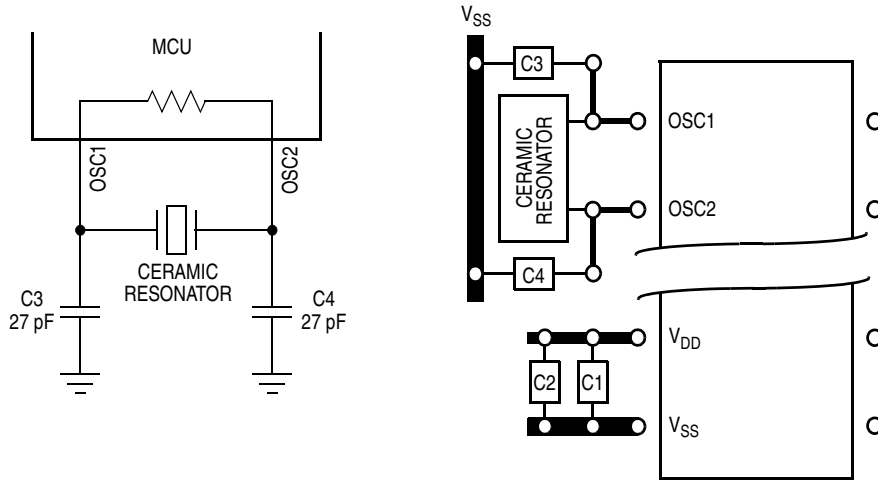 MCU
OSC1
OSC2
CERAMIC
RESONATOR
C3
27 pF
C4
27 pF
VSS
C3
CERAMIC
RESONATOR
C4
OSC1
OSC2
C2
C1
VDD
VSS